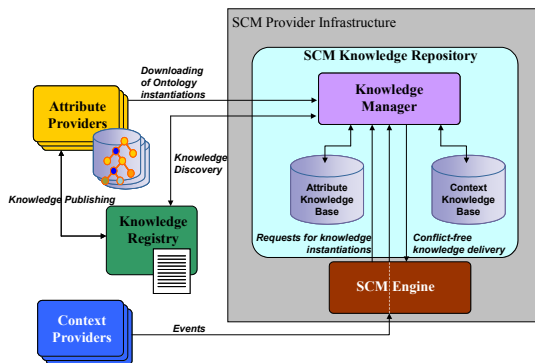 SCM Provider Infrastructure
SCM Knowledge Repository
Downloading
of Ontology
instantiations
Knowledge
Manager
Attribute
Providers
Knowledge
Discovery
Attribute
Knowledge
Base
Context
Knowledge
Base
Knowledge Publishing
Knowledge
Registry
Requests for knowledge
instantiations
Conflict-free
knowledge delivery
SCM Engine
Context
Providers
Events